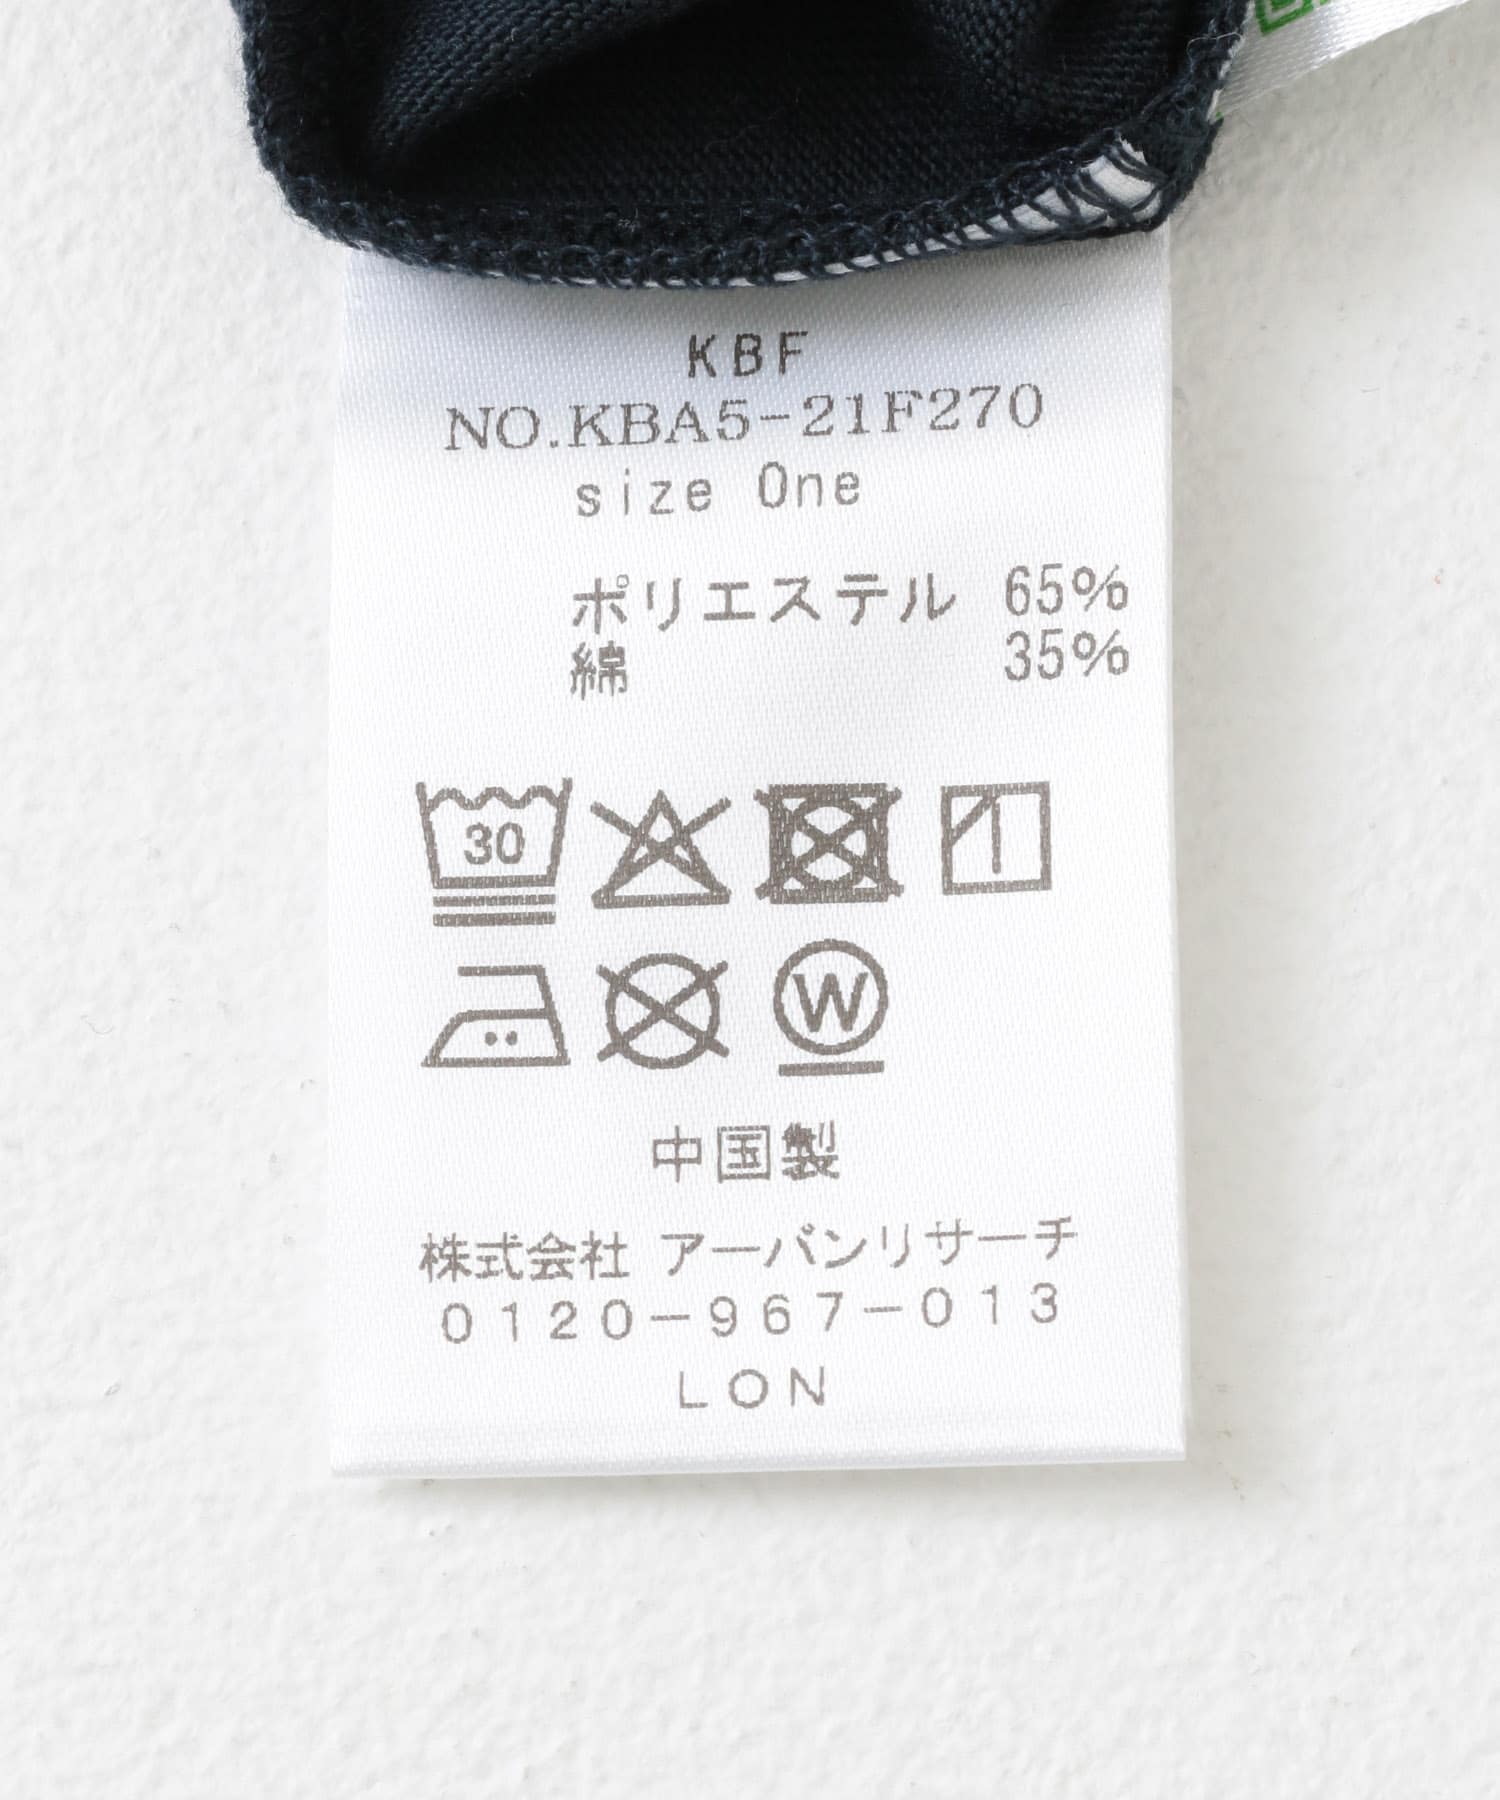 KBF
NO.KBA5-21F270
size One
ポリエステル 65%
綿 35%
30
W
中国製
株式会社 アーバンリサーチ
0120-967-013
LON